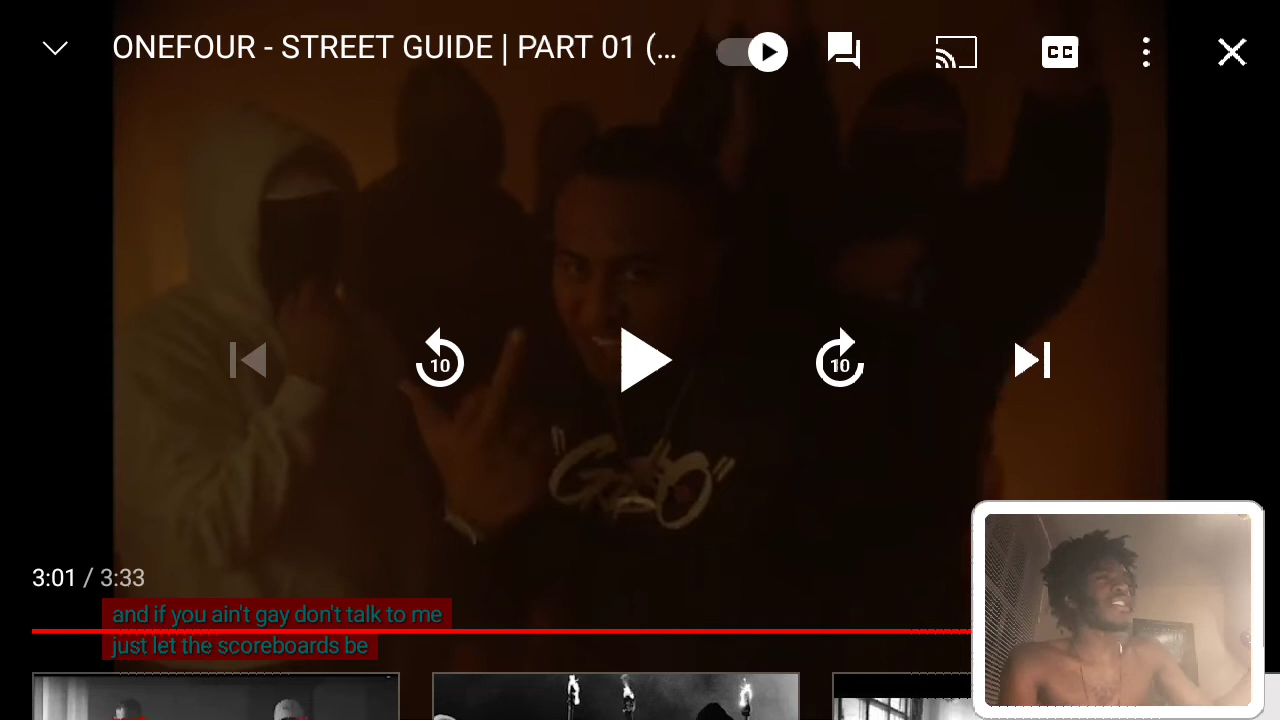 ONEFOUR - STREET GUIDE | PART 01 (...
CC
10
10
3:01 / 3:33
and if you ain't gay don't talk to me
just let the scoreboards be